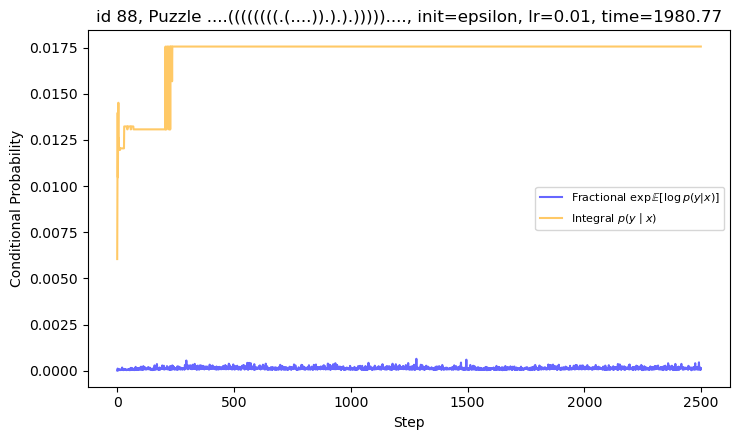 id 88, Puzzle ....((((((((.(....)).).).)))))...., init=epsilon, lr=0.01, time=1980.77
Conditional Probability
0.0175
0.0150
0.0125
0.0100
0.0075
0.0050
0.0025
0.0000
Fractional exp𝔼[log p(y|x)]
Integral p(y | x)
0
500
1000
1500
2000
2500
Step